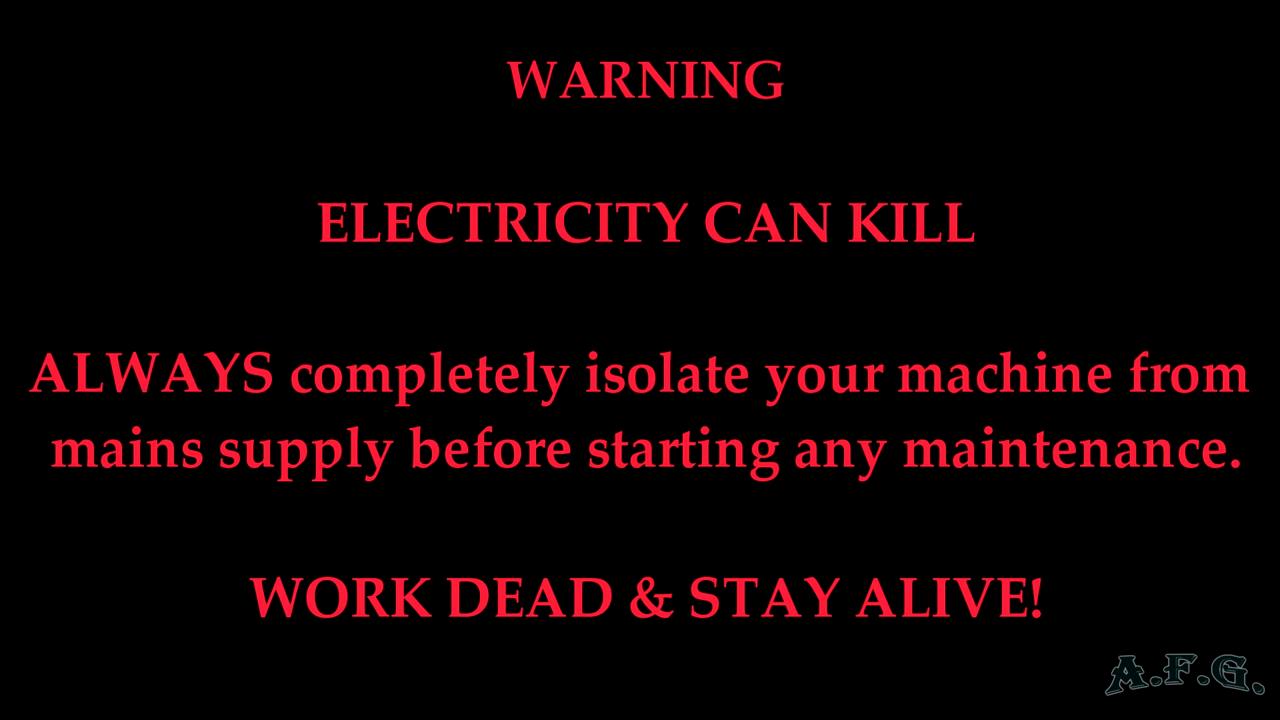 WARNING
ELECTRICITY CAN KILL
ALWAYS completely isolate your machine from
mains supply before starting any maintenance.
WORK DEAD & STAY ALIVE!
A.F.G.